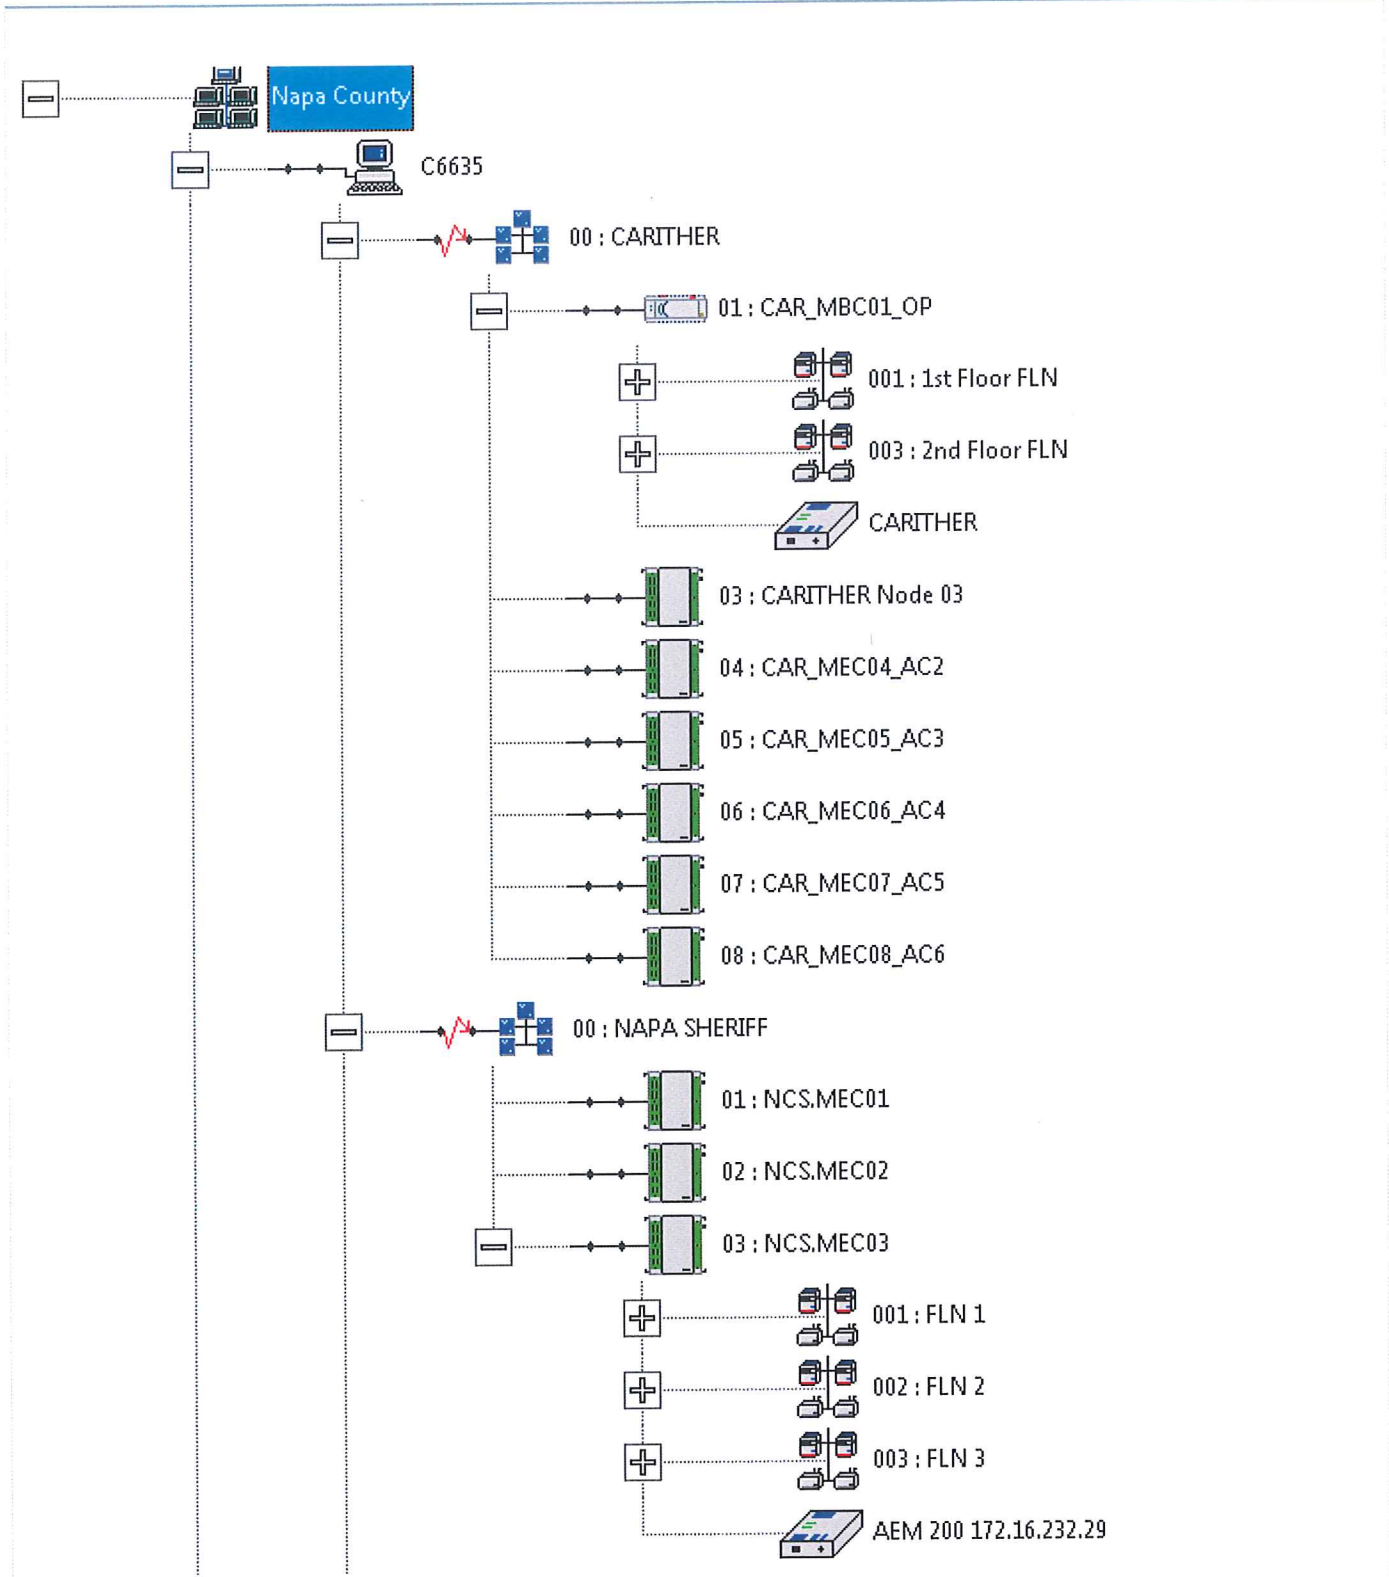 Napa County
C6635
00 : CARITHER
01 : CAR_MBC01_OP
001 : 1st Floor FLN
003 : 2nd Floor FLN
CARITHER
03 : CARITHER Node 03
04 : CAR_MEC04_AC2
05 : CAR_MEC05_AC3
06 : CAR_MEC06_AC4
07 : CAR_MEC07_AC5
08 : CAR_MEC08_AC6
00 : NAPA SHERIFF
01 : NCS.MEC01
02 : NCS.MEC02
03 : NCS.MEC03
001 : FLN 1
002 : FLN 2
003 : FLN 3
AEM 200 172.16.232.29